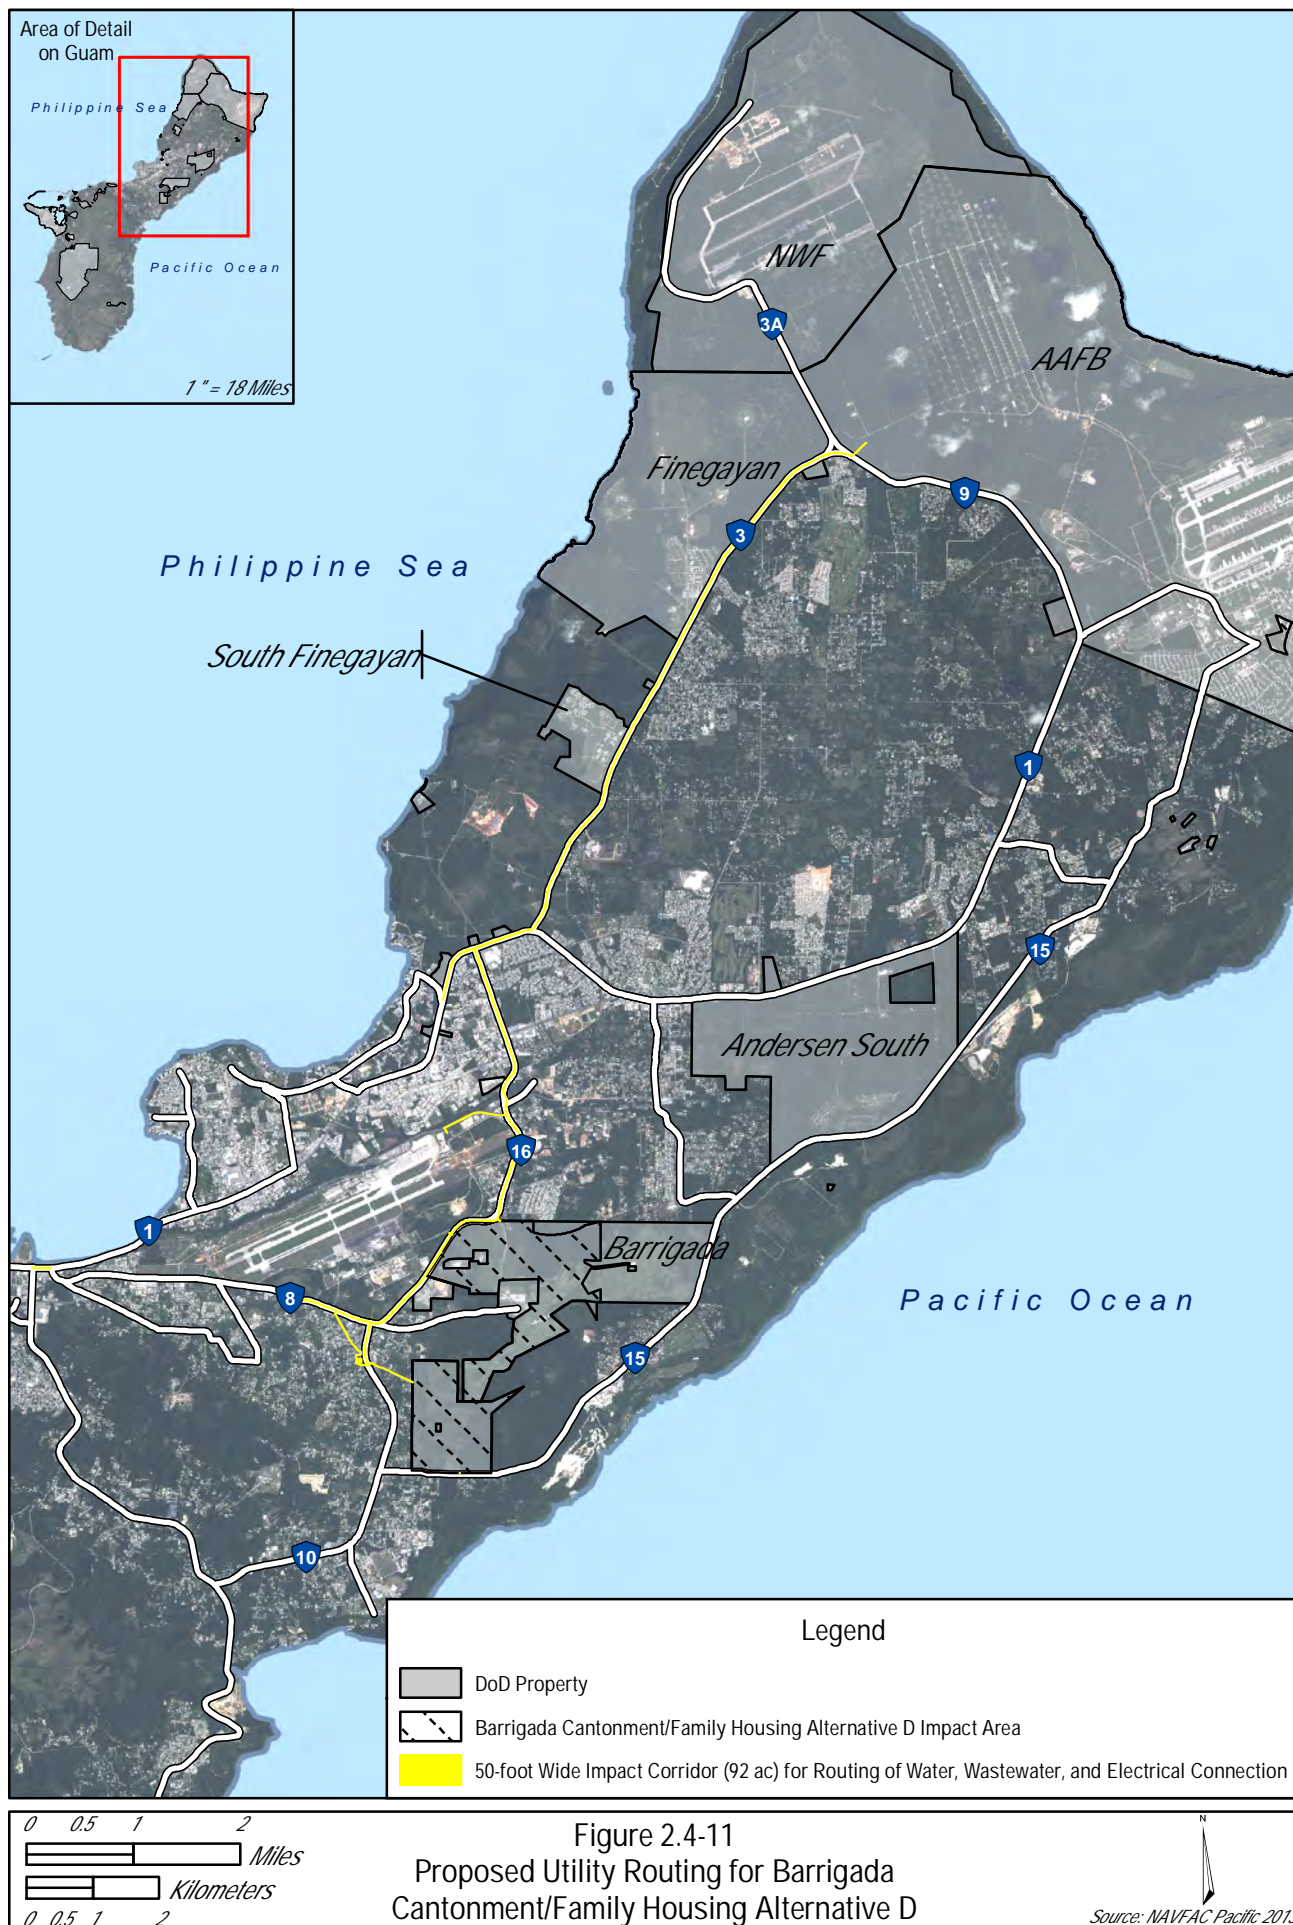 Area of Detail
on Guam
Philippine Sea
Pacific Ocean
1 " = 18 Miles
NWF
3A
AAFB
Finegayan
9
3
Philippine Sea
South Finegayan
1
15
Andersen South
16
1
Barrigada
8
Pacific Ocean
15
10
Legend
DoD Property
Barrigada Cantonment/Family Housing Alternative D Impact Area
50-foot Wide Impact Corridor (92 ac) for Routing of Water, Wastewater, and Electrical Connection
0 0.5 1 2
Miles
Kilometers
0 0.5 1 2
Figure 2.4-11
Proposed Utility Routing for Barrigada
Cantonment/Family Housing Alternative D
N
Source: NAVFAC Pacific